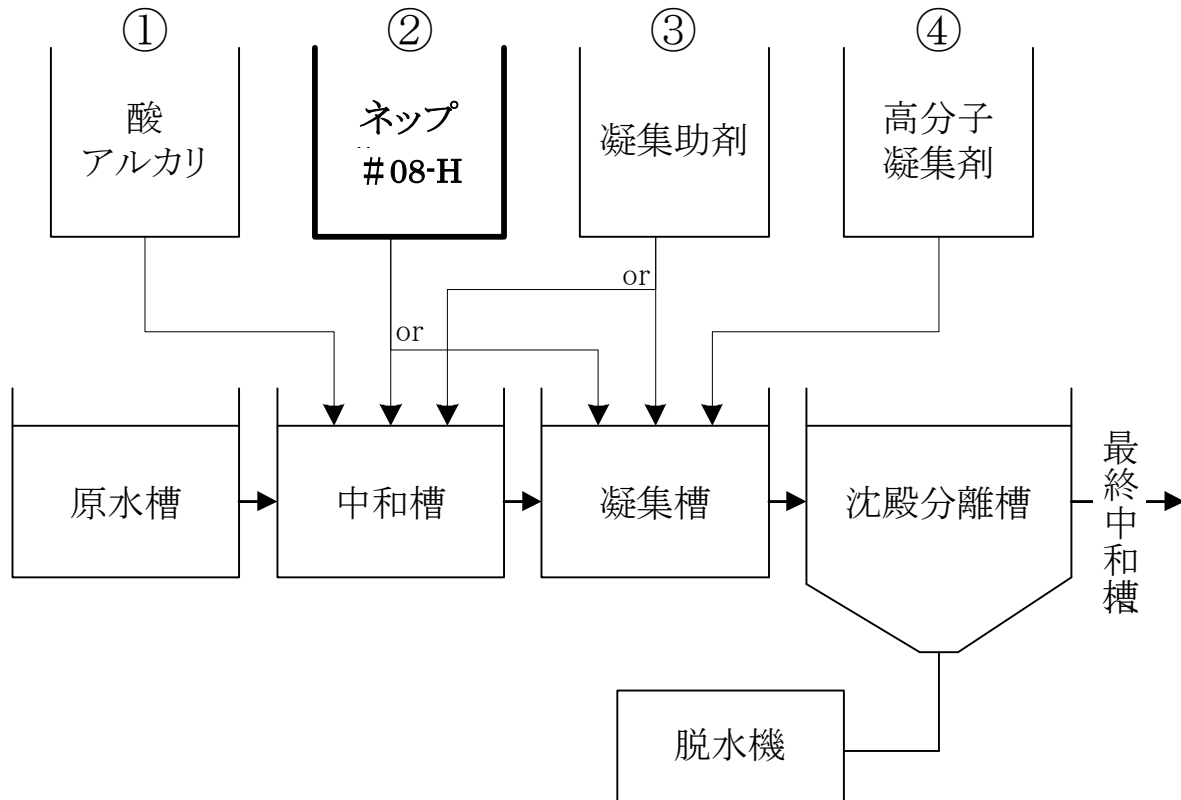 ①
②
③
④
酸
アルカリ
ネップ
＃08-H
凝集助剤
高分子
凝集剤
or
or
原水槽
中和槽
凝集槽
沈殿分離槽
最終中和槽
脱水機